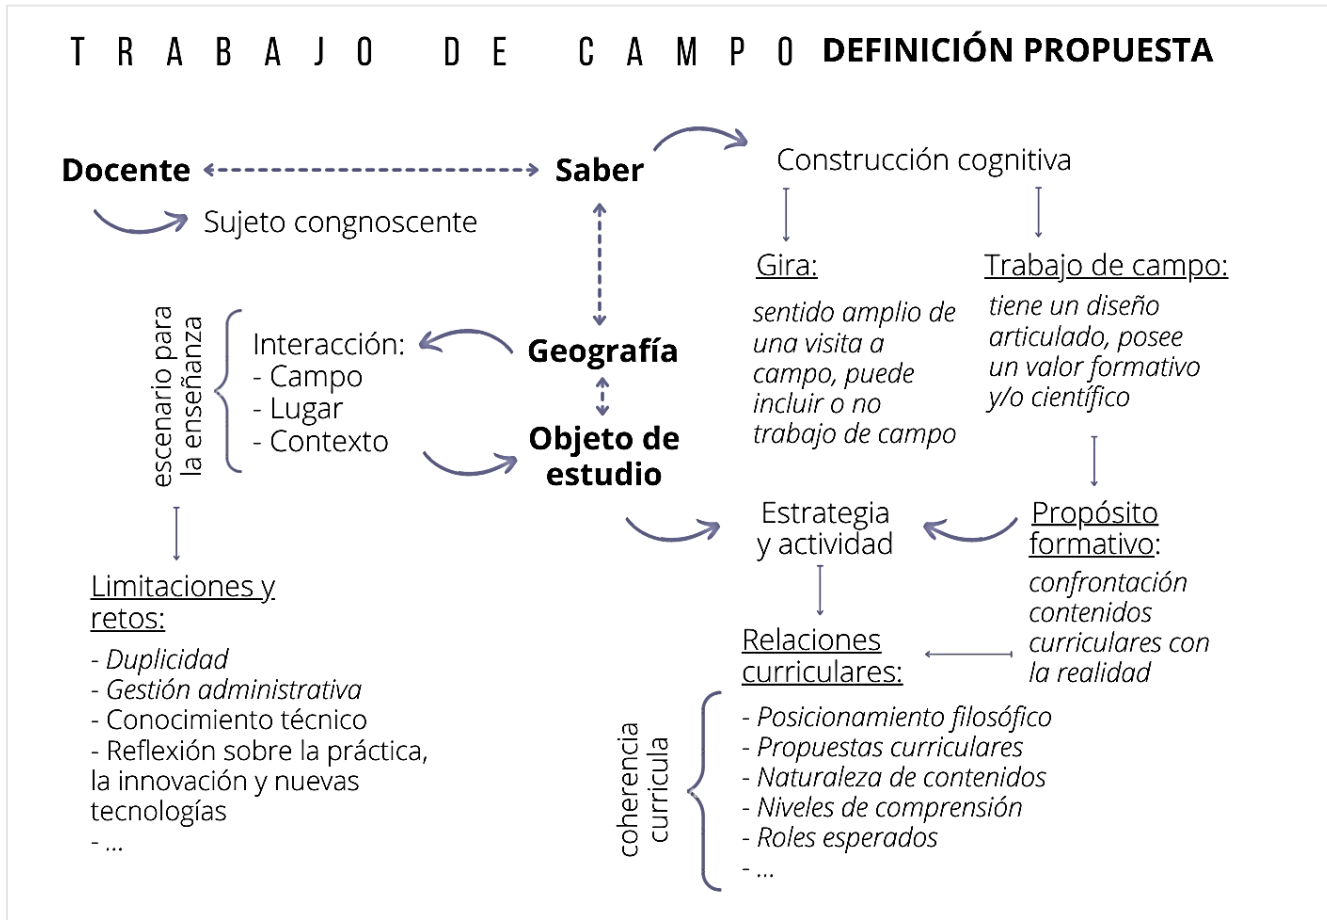 TRABAJO DE CAMPO DEFINICIÓN PROPUESTA
Docente
Saber
Sujeto congnoscente
Construcción cognitiva
Gira:
sentido amplio de
una visita a
campo, puede
incluir o no
trabajo de campo
Trabajo de campo:
tiene un diseño
articulado, posee
un valor formativo
y/o científico
escenario para
la enseñanza
Interacción:
- Campo
- Lugar
- Contexto
Geografía
Objeto de
estudio
Estrategia
y actividad
Propósito
formativo:
confrontación
contenidos
curriculares con
la realidad
Limitaciones y
retos:
- Duplicidad
- Gestión administrativa
- Conocimiento técnico
- Reflexión sobre la práctica,
la innovación y nuevas
tecnologías
- ...
Relaciones
curriculares:
coherencia
curricula
- Posicionamiento filosófico
- Propuestas curriculares
- Naturaleza de contenidos
- Niveles de comprensión
- Roles esperados
- ...